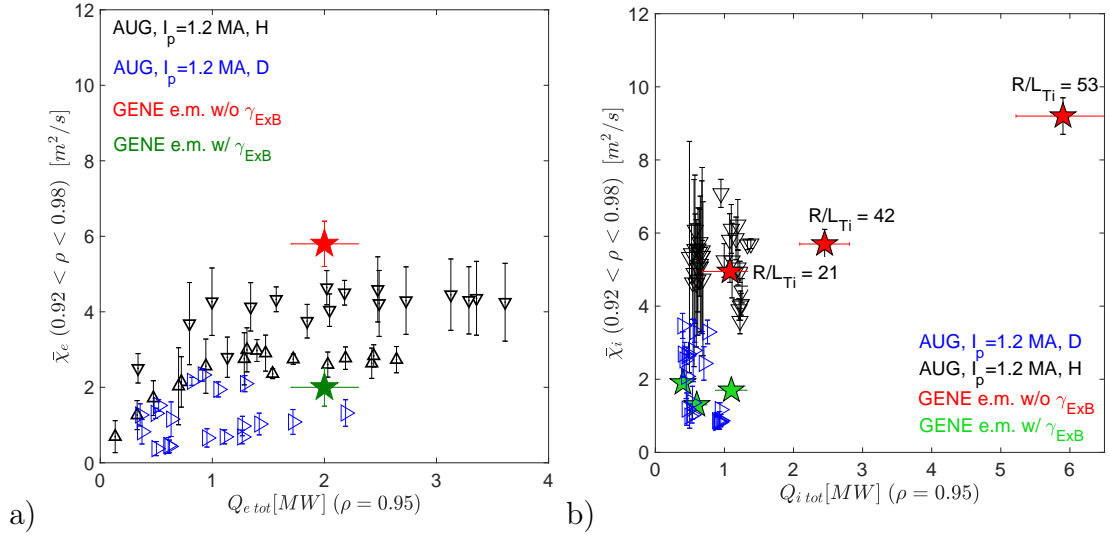 AUG, I_p=1.2 MA, H
AUG, I_p=1.2 MA, D
GENE e.m. w/o γ_ExB
GENE e.m. w/ γ_ExB
χ̄_e (0.92 < ρ < 0.98) [m²/s]
12
10
8
6
4
2
0
0 1 2 3 4
Q_e tot[MW] (ρ = 0.95)
a)
R/L_Ti = 53
R/L_Ti = 42
R/L_Ti = 21
AUG, I_p=1.2 MA, D
AUG, I_p=1.2 MA, H
GENE e.m. w/o γ_ExB
GENE e.m. w/ γ_ExB
χ̄_i (0.92 < ρ < 0.98) [m²/s]
12
10
8
6
4
2
0
0 1 2 3 4 5 6
Q_i tot[MW] (ρ = 0.95)
b)